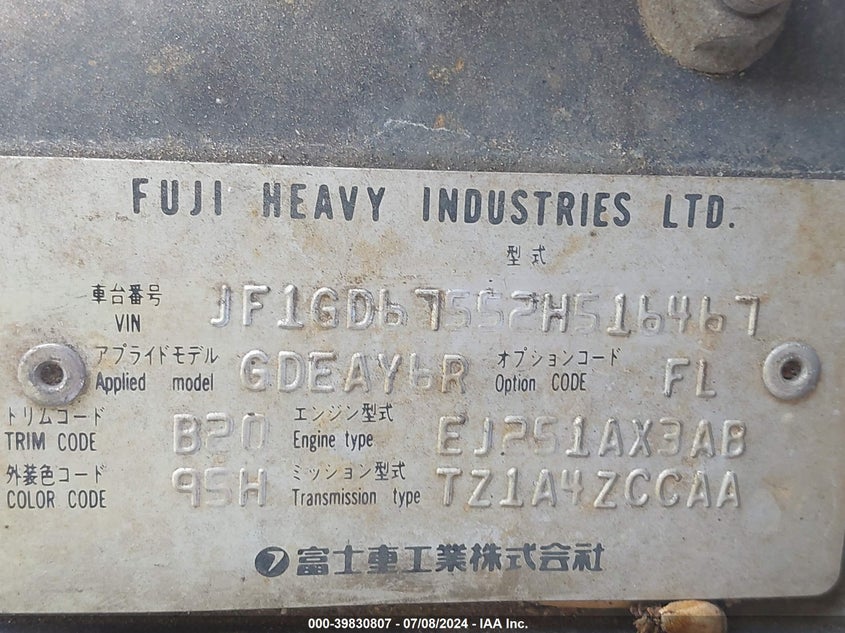 FUJI HEAVY INDUSTRIES LTD.
型式
車台番号
VIN JF1GD67552H516467
アプライドモデル オプションコード
Applied model GDEAY6R Option CODE FL
トリムコード エンジン型式
TRIM CODE B20 Engine type EJ251AX3AB
外装色コード ミッション型式
COLOR CODE 95H Transmission type TZ1A4ZCCAA
富士重工業株式会社
000-39830807 - 07/08/2024 - IAA Inc.